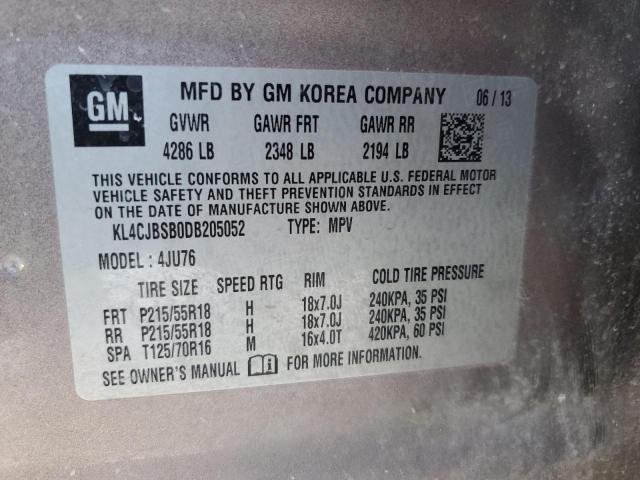 GM MFD BY GM KOREA COMPANY 06 / 13
GVWR GAWR FRT GAWR RR
4286 LB 2348 LB 2194 LB
THIS VEHICLE CONFORMS TO ALL APPLICABLE U.S. FEDERAL MOTOR
VEHICLE SAFETY AND THEFT PREVENTION STANDARDS IN EFFECT
ON THE DATE OF MANUFACTURE SHOWN ABOVE.
KL4CJBSB0DB205052 TYPE: MPV
MODEL : 4JU76
TIRE SIZE SPEED RTG RIM COLD TIRE PRESSURE
FRT P215/55R18 H 18x7.0J 240KPA, 35 PSI
RR P215/55R18 H 18x7.0J 240KPA, 35 PSI
SPA T125/70R16 M 16x4.0T 420KPA, 60 PSI
SEE OWNER'S MANUAL FOR MORE INFORMATION.